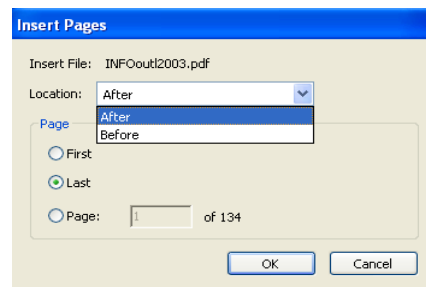 Insert Pages
Insert File: INFOoutl2003.pdf
Location: After
After
Before
Page
First
Last
Page: 1 of 134
OK Cancel